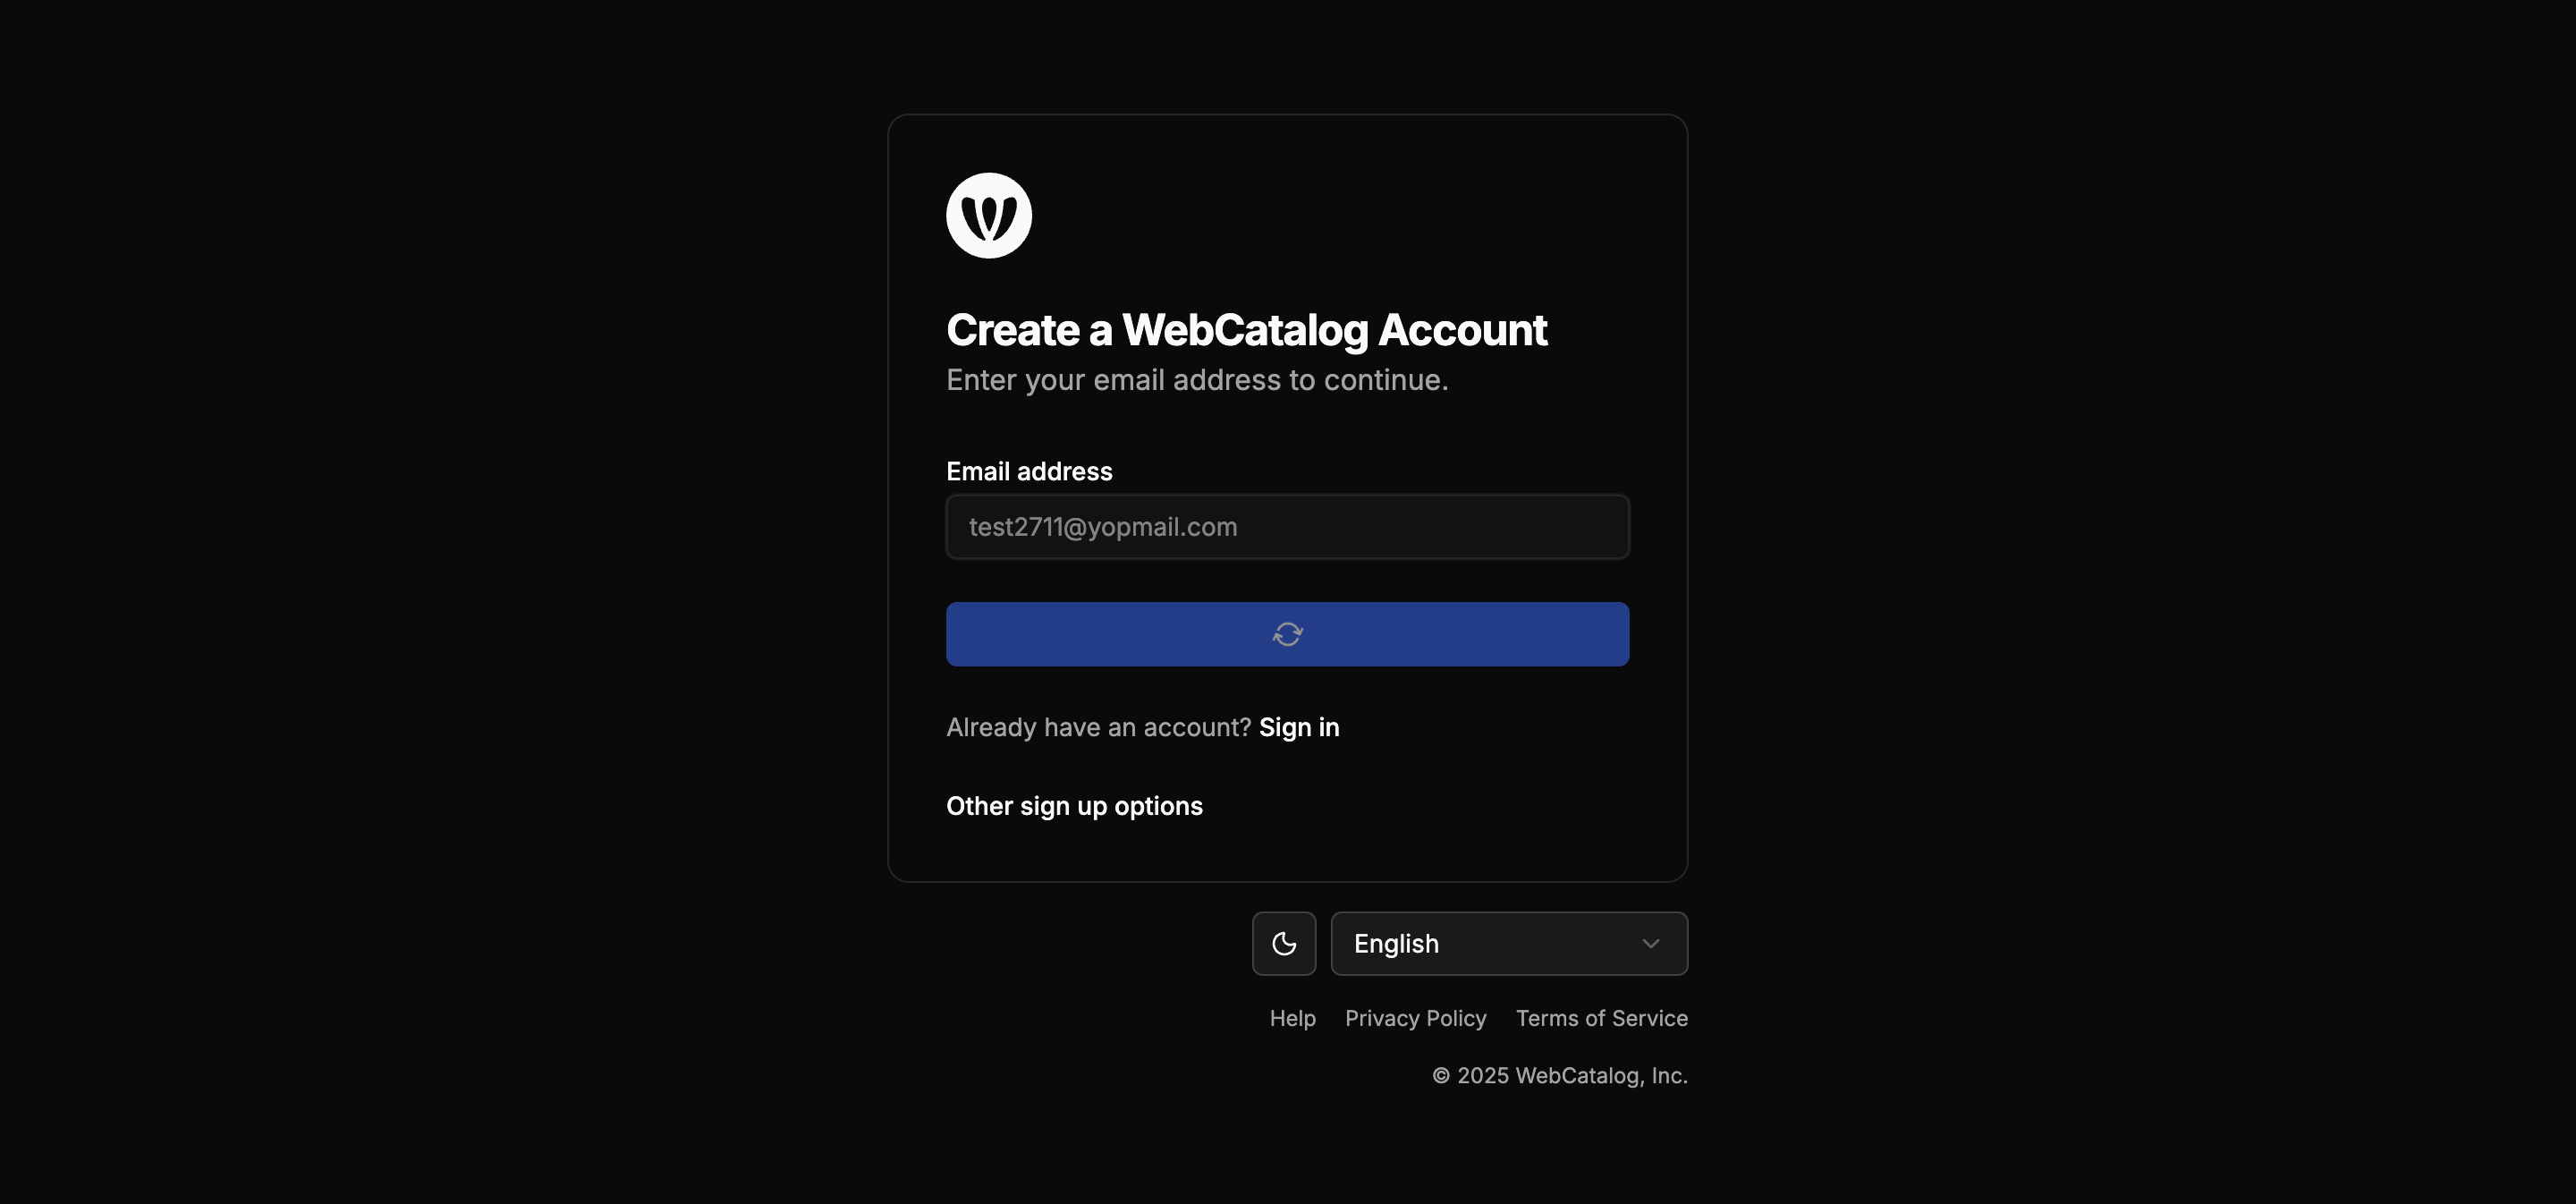 Create a WebCatalog Account
Enter your email address to continue.
Email address
test2711@yopmail.com
Already have an account? Sign in
Other sign up options
English
Help Privacy Policy Terms of Service
© 2025 WebCatalog, Inc.